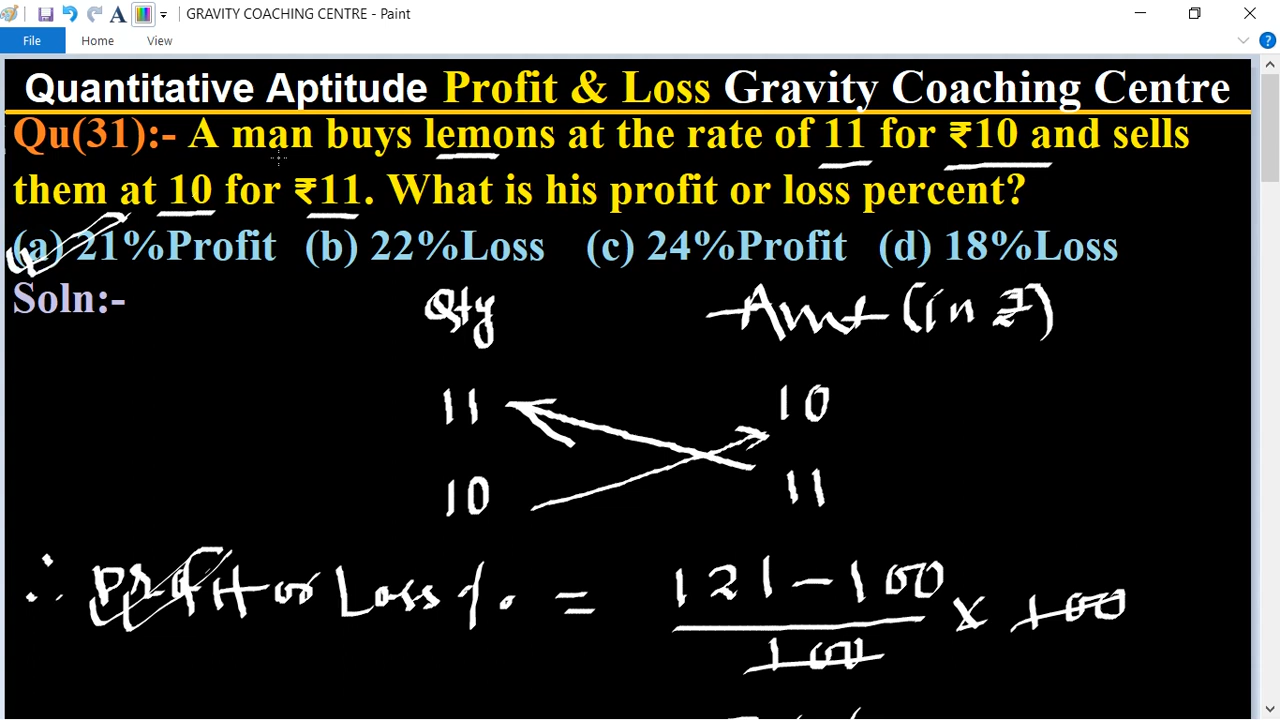 GRAVITY COACHING CENTRE - Paint
File Home View
Quantitative Aptitude Profit & Loss Gravity Coaching Centre
Qu(31):- A man buys lemons at the rate of 11 for ₹10 and sells
them at 10 for ₹11. What is his profit or loss percent?
(a) 21%Profit (b) 22%Loss (c) 24%Profit (d) 18%Loss
Soln:- Qty Amt (in ₹)
11 10
10 11
∴ Profit or Loss % = 121 - 100 × 100
100